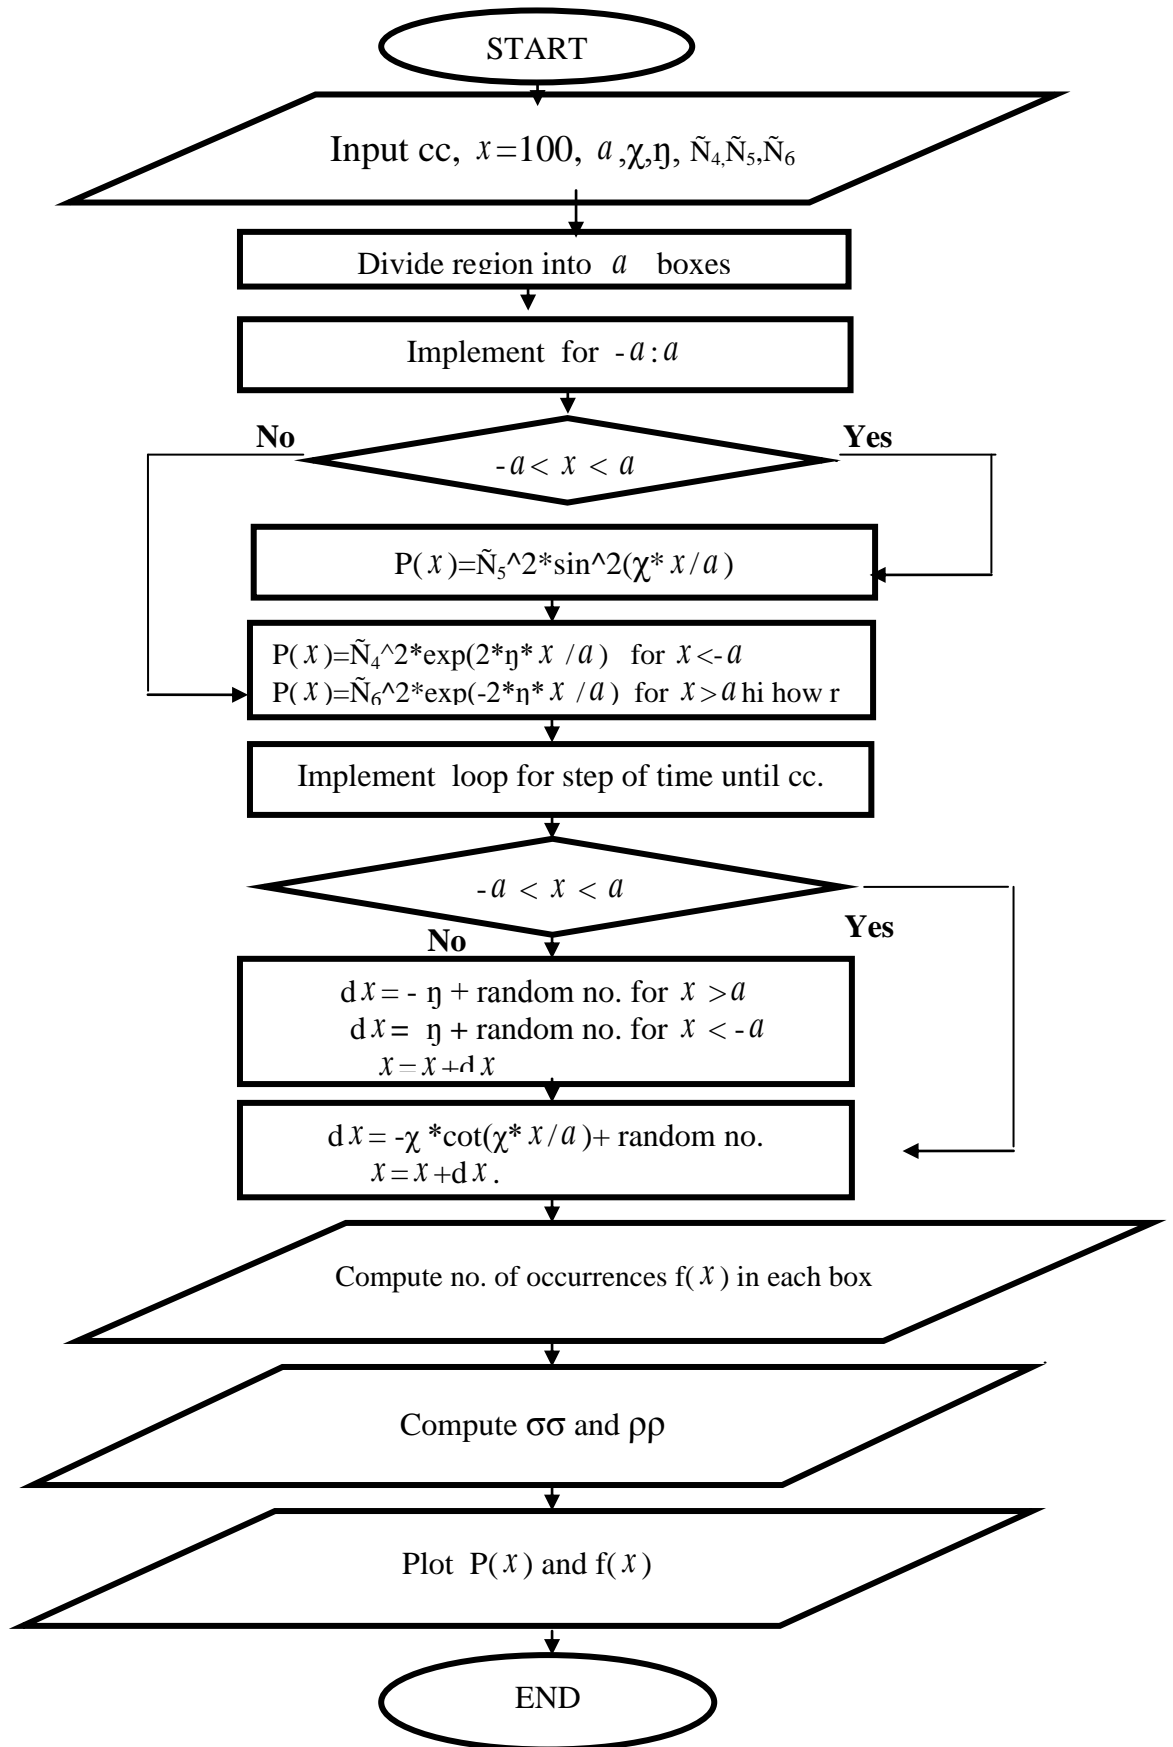 START
Input cc, x=100, a,χ,ŋ, Ñ₄,Ñ₅,Ñ₆
Divide region into a boxes
Implement for -a:a
No
Yes
-a< x < a
P(x)=Ñ₅^2*sin^2(χ*x/a)
P(x)=Ñ₄^2*exp(2*ŋ*x /a) for x<-a
P(x)=Ñ₆^2*exp(-2*ŋ*x /a) for x>a hi how r
Implement loop for step of time until cc.
-a < x < a
No
Yes
dx= - ŋ + random no. for x >a
dx= ŋ + random no. for x < -a
x=x+dx
dx= -χ *cot(χ*x/a)+ random no.
x=x+dx.
Compute no. of occurrences f(x) in each box
Compute σσ and ρρ
Plot P(x) and f(x)
END